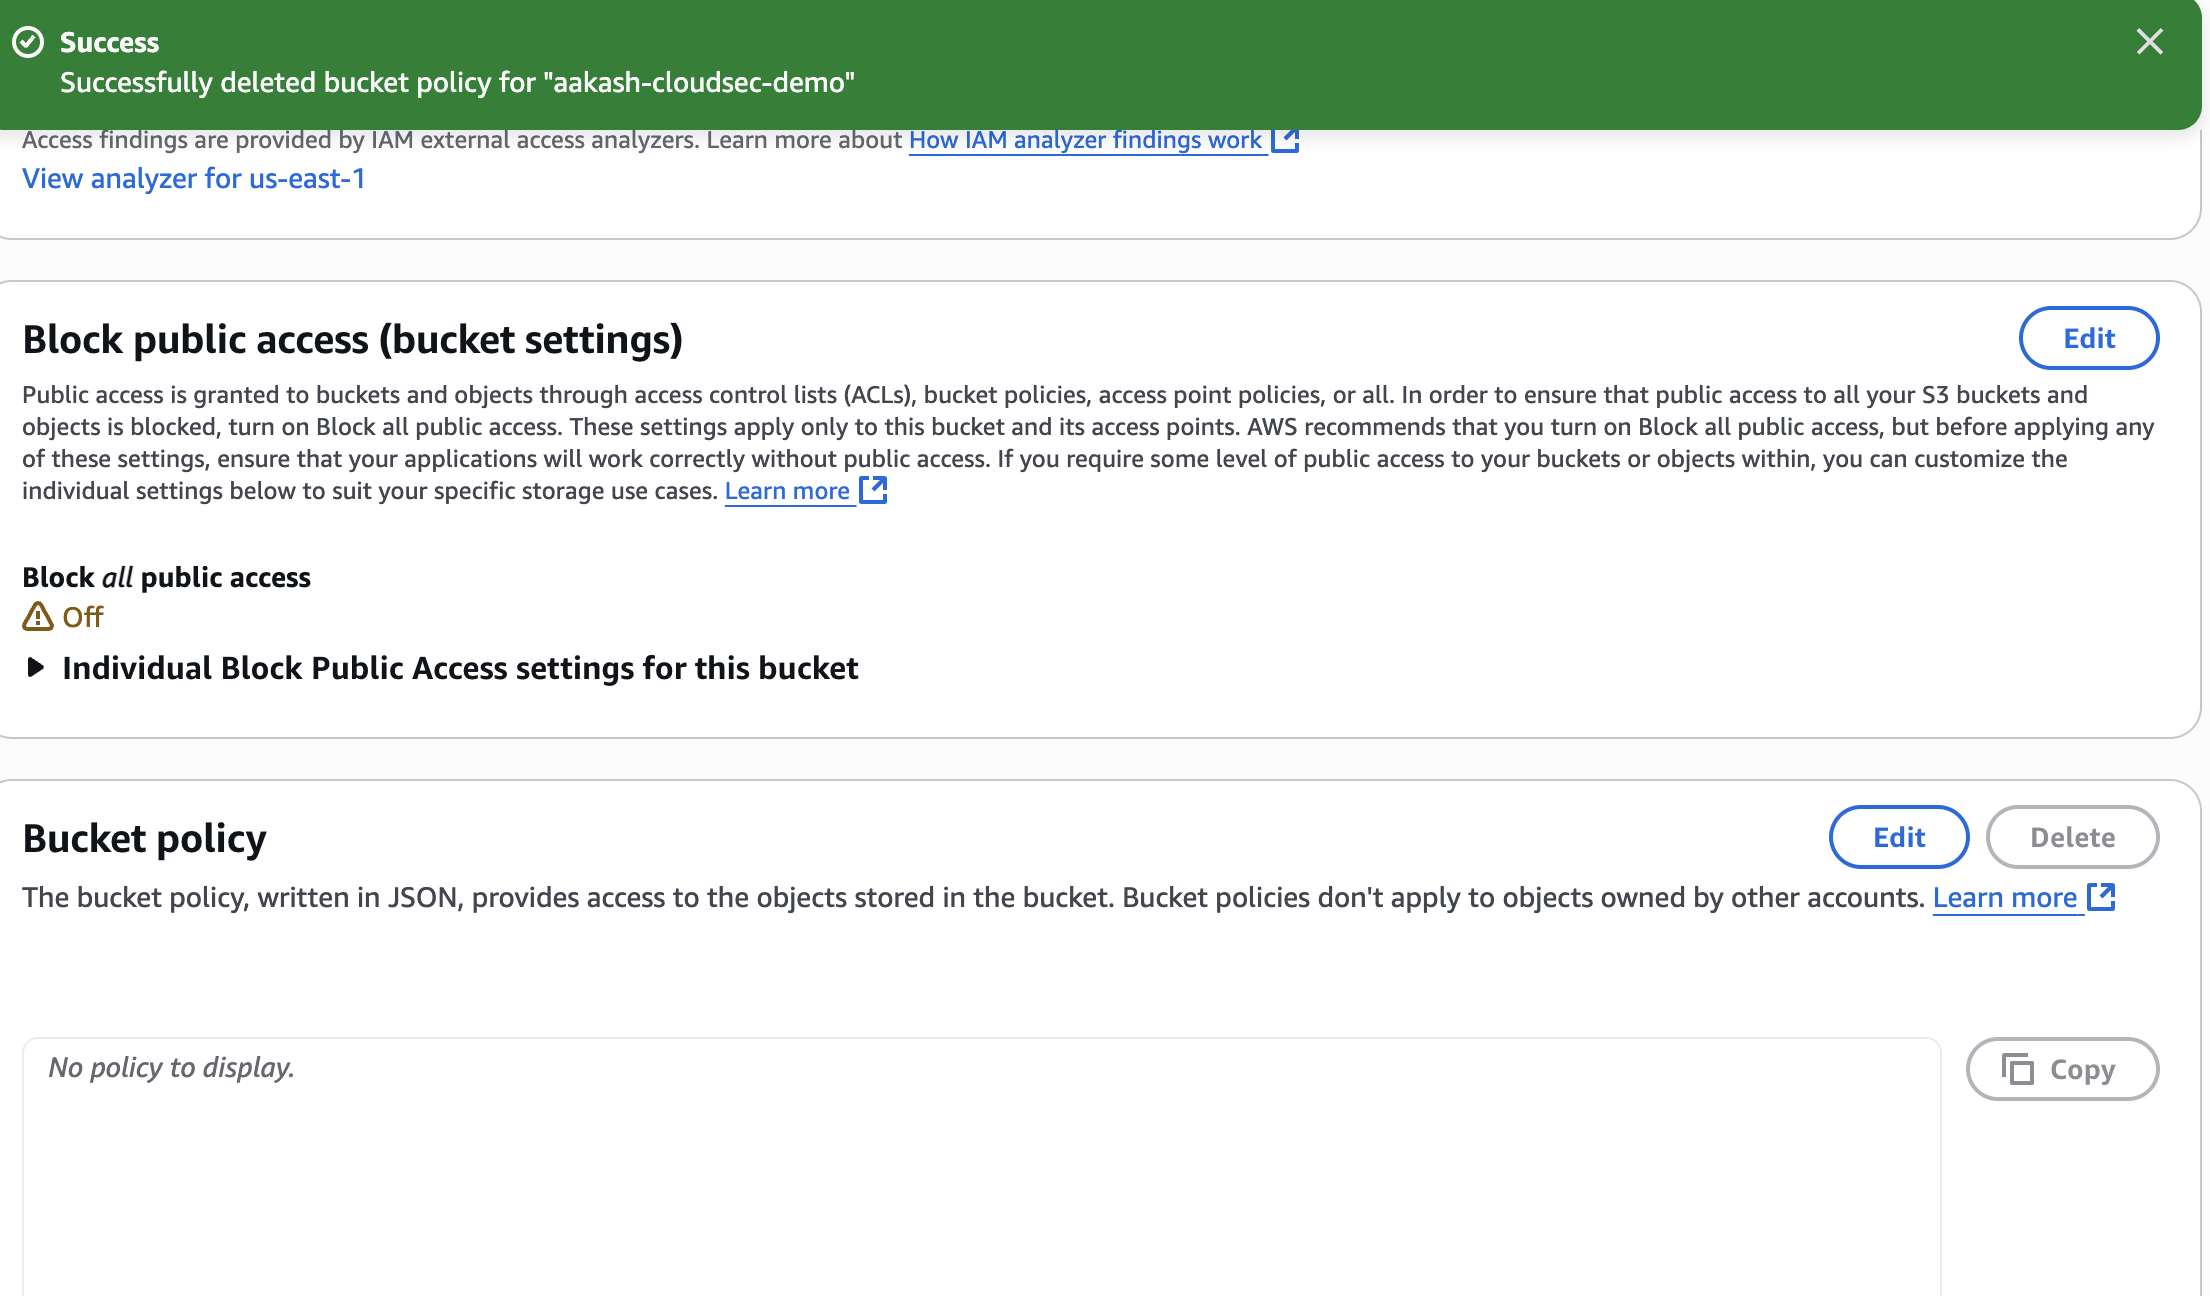 Success
Successfully deleted bucket policy for "aakash-cloudsec-demo"
Access findings are provided by IAM external access analyzers. Learn more about How IAM analyzer findings work
View analyzer for us-east-1
Block public access (bucket settings)
Edit
Public access is granted to buckets and objects through access control lists (ACLs), bucket policies, access point policies, or all. In order to ensure that public access to all your S3 buckets and
objects is blocked, turn on Block all public access. These settings apply only to this bucket and its access points. AWS recommends that you turn on Block all public access, but before applying any
of these settings, ensure that your applications will work correctly without public access. If you require some level of public access to your buckets or objects within, you can customize the
individual settings below to suit your specific storage use cases. Learn more
Block all public access
Off
Individual Block Public Access settings for this bucket
Bucket policy
Edit
Delete
The bucket policy, written in JSON, provides access to the objects stored in the bucket. Bucket policies don't apply to objects owned by other accounts. Learn more
No policy to display.
Copy